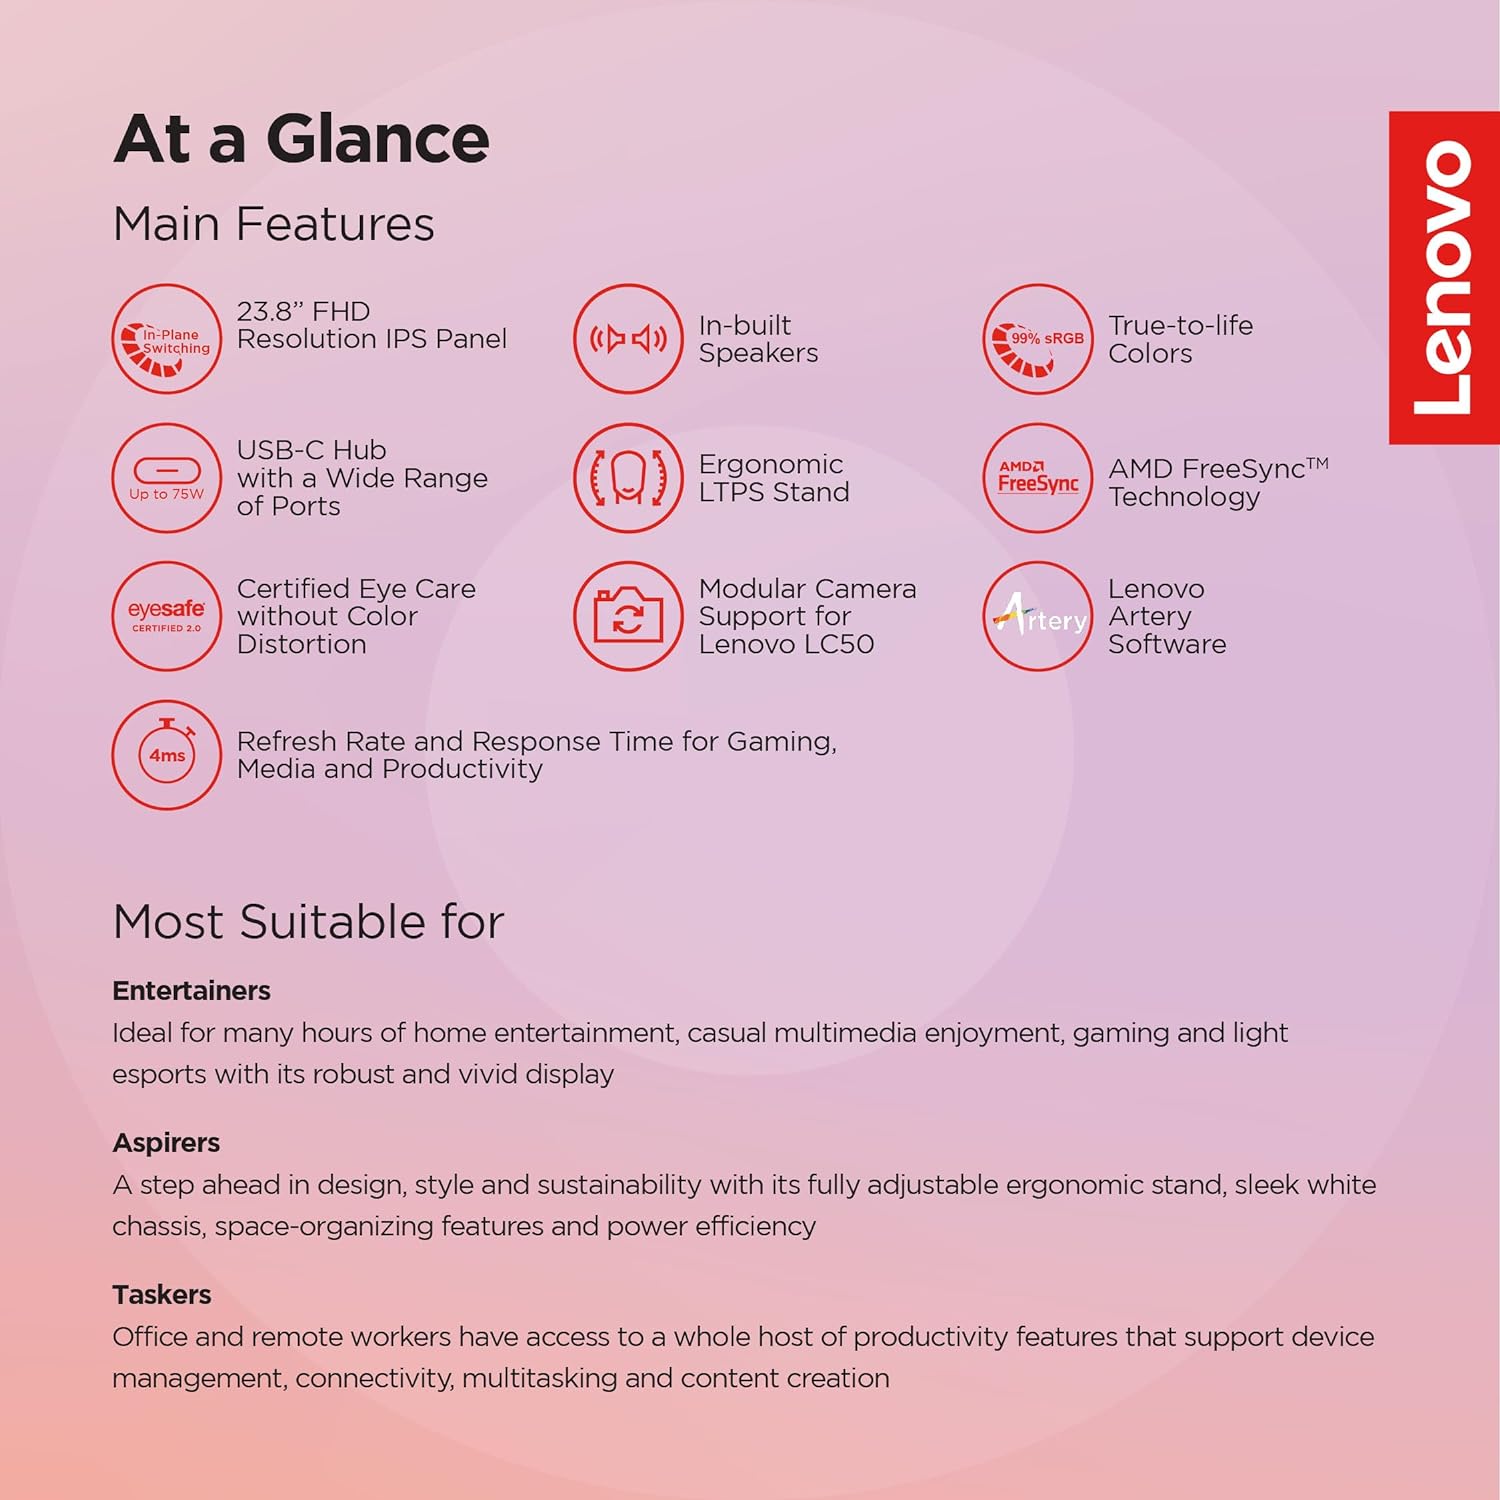 At a Glance
Lenovo
Main Features
In-Plane
Switching
23.8” FHD
Resolution IPS Panel
In-built
Speakers
99% sRGB
True-to-life
Colors
Up to 75W
USB-C Hub
with a Wide Range
of Ports
Ergonomic
LTPS Stand
AMD
FreeSync
AMD FreeSync™
Technology
eyesafe®
CERTIFIED 2.0
Certified Eye Care
without Color
Distortion
Modular Camera
Support for
Lenovo LC50
Artery
Lenovo
Artery
Software
4ms
Refresh Rate and Response Time for Gaming,
Media and Productivity
Most Suitable for
Entertainers
Ideal for many hours of home entertainment, casual multimedia enjoyment, gaming and light
esports with its robust and vivid display
Aspirers
A step ahead in design, style and sustainability with its fully adjustable ergonomic stand, sleek white
chassis, space-organizing features and power efficiency
Taskers
Office and remote workers have access to a whole host of productivity features that support device
management, connectivity, multitasking and content creation